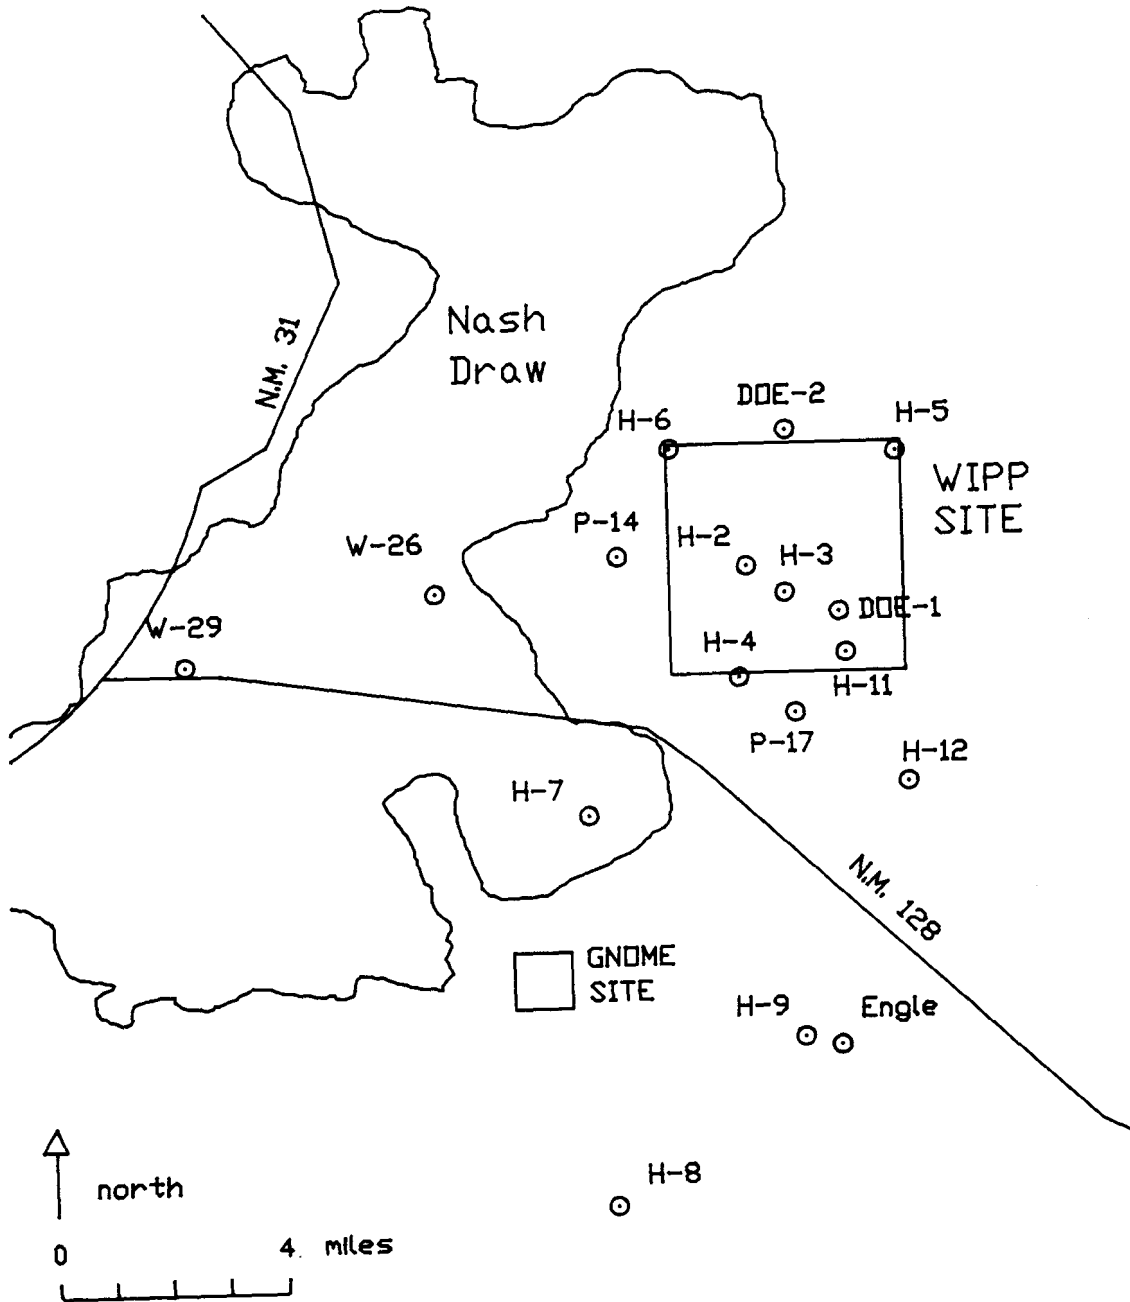 N.M. 31
Nash
Draw
DOE-2
H-6
H-5
WIPP
SITE
P-14
H-2
W-26
H-3
DOE-1
W-29
H-4
H-11
P-17
H-12
H-7
N.M. 128
GNOME
SITE
H-9
Engle
H-8
north
0 4 miles